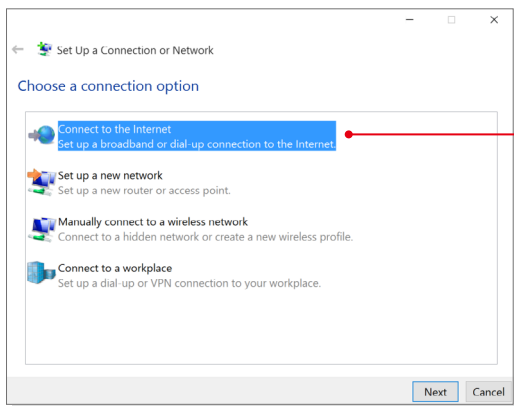 Set Up a Connection or Network
Choose a connection option
Connect to the Internet
Set up a broadband or dial-up connection to the Internet.
Set up a new network
Set up a new router or access point.
Manually connect to a wireless network
Connect to a hidden network or create a new wireless profile.
Connect to a workplace
Set up a dial-up or VPN connection to your workplace.
Next Cancel